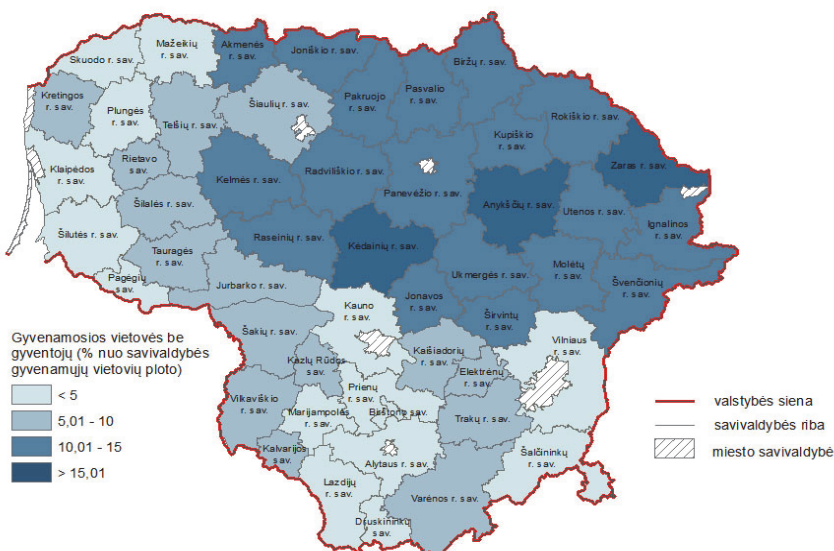 Mažeikių
r. sav.
Skuodo r. sav.
Akmenės
r. sav.
Joniškio r. sav.
Biržų r. sav.
Kretingos
r. sav.
Plungės
r. sav.
Telšių r. sav.
Šiaulių r. sav.
Pakruojo
r. sav.
Pasvalio
r. sav.
Rokiškio r. sav.
Kupiškio
r. sav.
Klaipėdos
r. sav.
Rietavo
sav.
Kelmės r. sav.
Radviliškio r. sav.
Panevėžio r. sav.
Zaras r. sav.
Šilalės r. sav.
Anykščių r. sav.
Utenos r. sav.
Ignalinos
r. sav.
Šilutės r. sav.
Tauragės
r. sav.
Raseinių r. sav.
Kėdainių r. sav.
Ukmergės
r. sav.
Molėtų
r. sav.
Švenčionių
r. sav.
Pagėgių
sav.
Jurbarko r. sav.
Kauno
r. sav.
Jonavos
r. sav.
Širvintų
r. sav.
Šakių r. sav.
Kazlų Rūdos
sav.
Kaišiadorių
r. sav.
Elektrėnų
sav.
Vilniaus
r. sav.
Vilkaviškio
r. sav.
Prienų
r. sav.
Marijampolės
r. sav.
Birštono sav.
Trakų r. sav.
Kalvarijos
sav.
Alytaus r. sav.
Šalčininkų
r. sav.
Lazdijų
r. sav.
Varėnos r. sav.
Druskininkų
sav.
Gyvenamosios vietovės be
gyventojų (% nuo savivaldybės
gyvenamųjų vietovių ploto)
< 5
5,01 - 10
10,01 - 15
> 15,01
valstybės siena
savivaldybės riba
miesto savivaldybė